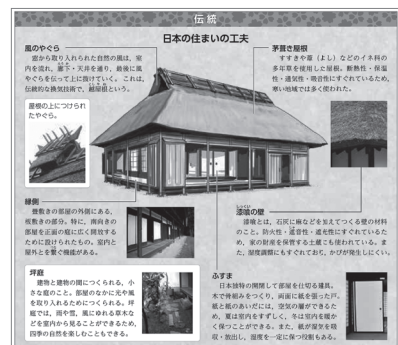 伝統
日本の住まいの工夫
風のやぐら
窓から取り入れられた自然の風は、室
内を流れ、廊下・天井を通り、最後に風
やぐらを伝って上に抜けていく。これは、
伝統的な換気技術で、越屋根という。
屋根の上につけられ
たやぐら。
茅葺き屋根
すすきや葦（よし）などのイネ科の
多年草を使用した屋根。断熱性・保温
性・通気性・吸音性にすぐれているため、
寒い地域では多く使われた。
縁側
畳敷きの部屋の外側にある、
板敷きの部分。特に、南向きの
部屋を正面の庭に広く開放する
ために設けられたもの。室内と
屋外とを繋ぐ機能がある。
しっくい
漆喰の壁
漆喰とは、石灰に麻などを加えてつくる壁の材料
のこと。防火性・遮音性・遮光性にすぐれているた
め、家の財産を保管する土蔵にも使われている。ま
た、湿度調整にもすぐれており、かびが発生しにくい。
坪庭
建物と建物の間につくられる、小
さな庭のこと。部屋のなかに光や風
を取り入れるためにつくられる。坪
庭では、雨や雪、風にゆれる草木な
どを室内から見ることができるため、
四季の自然を楽しむこともできる。
ふすま
日本独特の開閉して部屋を仕切る建具。
木で骨組みをつくり、両面に紙を張った戸。
紙と紙のあいだには、空気の層ができるた
め、夏は室内をすずしく、冬は室内を暖か
く保つことができる。また、紙が湿気を吸
収・放出し、湿度を一定に保つ役割もある。